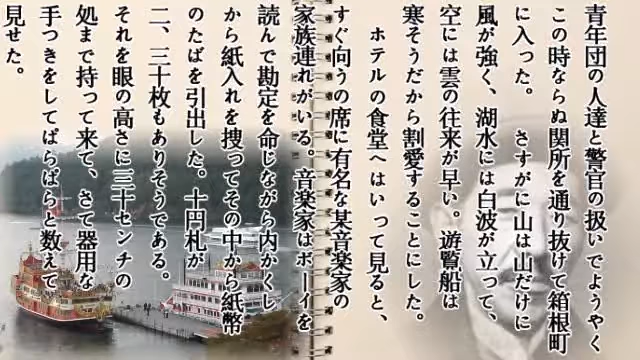 青年団の人達と警官の扱いでようやく
この時ならぬ関所を通り抜けて箱根町
に入った。　さすがに山は山だけに
風が強く、湖水には白波が立って、
空には雲の往来が早い。遊覧船は
寒そうだから割愛することにした。
　ホテルの食堂へはいって見ると、
すぐ向うの席に有名な某音楽家の
家族連れがいる。音楽家はボーイを
読んで勘定を命じながら内かくし
から紙入れを捜ってその中から紙幣
のたばを引出した。十円札が
二、三十枚もありそうである。
それを眼の高さに三十センチの
処まで持って来て、さて器用な
手つきをしてぱらぱらと数えて
見せた。